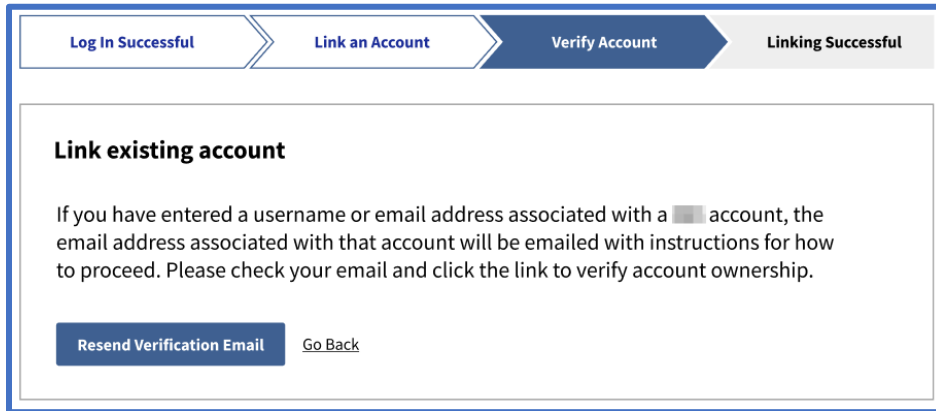 Log In Successful
Link an Account
Verify Account
Linking Successful
Link existing account
If you have entered a username or email address associated with a account, the
email address associated with that account will be emailed with instructions for how
to proceed. Please check your email and click the link to verify account ownership.
Resend Verification Email
Go Back